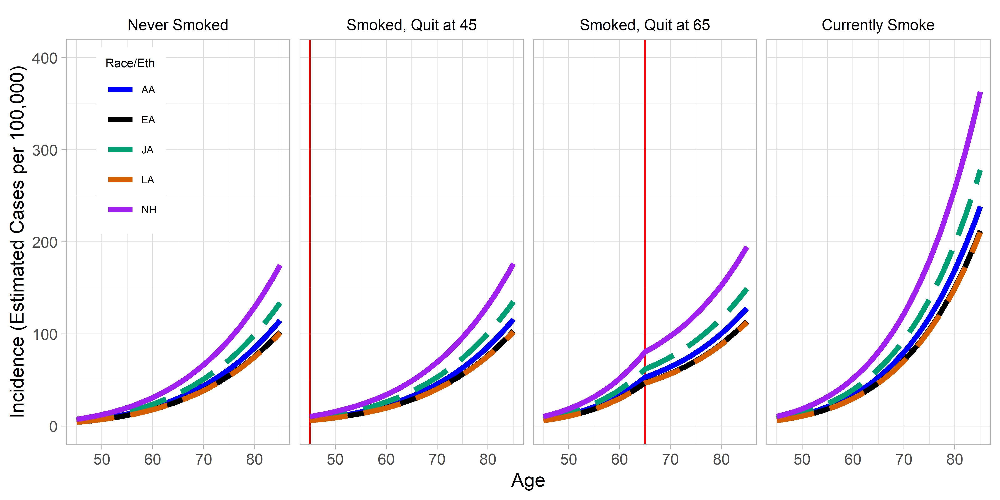 Never Smoked
Smoked, Quit at 45
Smoked, Quit at 65
Currently Smoke
Incidence (Estimated Cases per 100,000)
400
300
200
100
0
Race/Eth
AA
EA
JA
LA
NH
50 60 70 80
50 60 70 80
50 60 70 80
50 60 70 80
Age